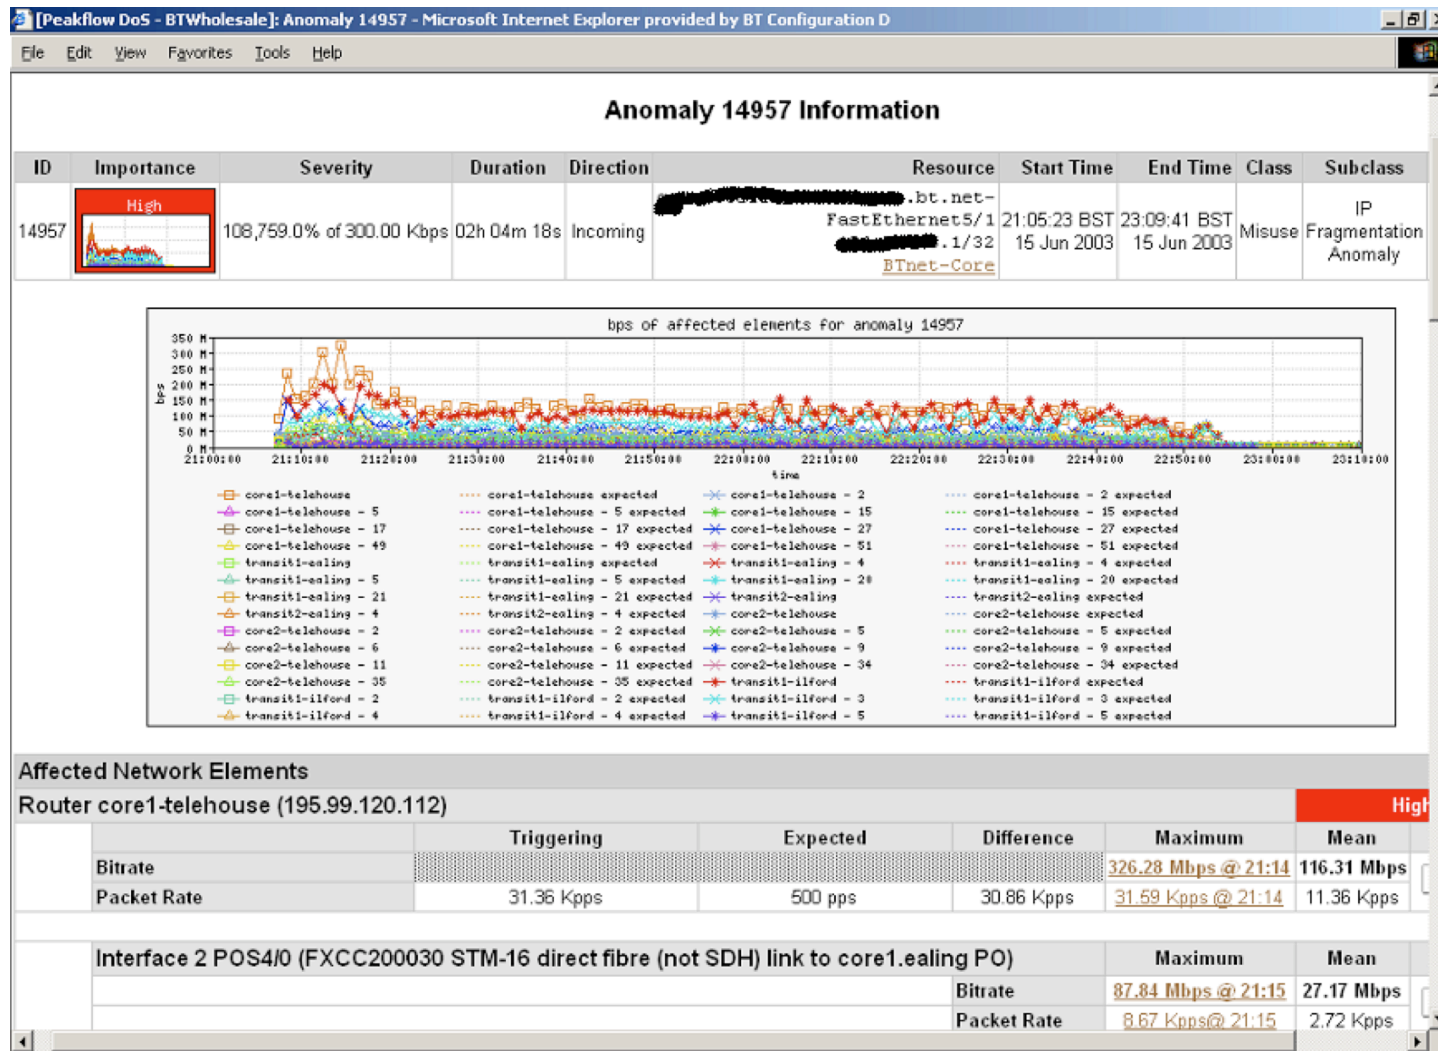 [Peakflow DoS - BTWholesale]: Anomaly 14957 - Microsoft Internet Explorer provided by BT Configuration D
File Edit View Favorites Tools Help
Anomaly 14957 Information
ID Importance Severity Duration Direction Resource Start Time End Time Class Subclass
14957 High 108,759.0% of 300.00 Kbps 02h 04m 18s Incoming .bt.net-
FastEthernet5/1
.1/32
BTnet-Core
21:05:23 BST
15 Jun 2003
23:09:41 BST
15 Jun 2003
Misuse
IP
Fragmentation
Anomaly
bps of affected elements for anomaly 14957
bps
350 M
300 M
250 M
200 M
150 M
100 M
50 M
0 M
21:00:00 21:10:00 21:20:00 21:30:00 21:40:00 21:50:00 22:00:00 22:10:00 22:20:00 22:30:00 22:40:00 22:50:00 23:00:00 23:10:00
time
core1-telehouse core1-telehouse expected core1-telehouse - 2 core1-telehouse - 2 expected
core1-telehouse - 5 core1-telehouse - 5 expected core1-telehouse - 15 core1-telehouse - 15 expected
core1-telehouse - 17 core1-telehouse - 17 expected core1-telehouse - 27 core1-telehouse - 27 expected
core1-telehouse - 49 core1-telehouse - 49 expected core1-telehouse - 51 core1-telehouse - 51 expected
transit1-ealing transit1-ealing expected transit1-ealing - 4 transit1-ealing - 4 expected
transit1-ealing - 5 transit1-ealing - 5 expected transit1-ealing - 20 transit1-ealing - 20 expected
transit1-ealing - 21 transit1-ealing - 21 expected transit2-ealing transit2-ealing expected
transit2-ealing - 4 transit2-ealing - 4 expected core2-telehouse core2-telehouse expected
core2-telehouse - 2 core2-telehouse - 2 expected core2-telehouse - 5 core2-telehouse - 5 expected
core2-telehouse - 6 core2-telehouse - 6 expected core2-telehouse - 9 core2-telehouse - 9 expected
core2-telehouse - 11 core2-telehouse - 11 expected core2-telehouse - 34 core2-telehouse - 34 expected
core2-telehouse - 35 core2-telehouse - 35 expected transit1-ilford transit1-ilford expected
transit1-ilford - 2 transit1-ilford - 2 expected transit1-ilford - 3 transit1-ilford - 3 expected
transit1-ilford - 4 transit1-ilford - 4 expected transit1-ilford - 5 transit1-ilford - 5 expected
Affected Network Elements
Router core1-telehouse (195.99.120.112) High
Triggering Expected Difference Maximum Mean
Bitrate 326.28 Mbps @ 21:14 116.31 Mbps
Packet Rate 31.36 Kpps 500 pps 30.86 Kpps 31.59 Kpps @ 21:14 11.36 Kpps
Interface 2 POS4/0 (FXCC200030 STM-16 direct fibre (not SDH) link to core1.ealing PO) Maximum Mean
Bitrate 87.84 Mbps @ 21:15 27.17 Mbps
Packet Rate 8.67 Kpps@ 21:15 2.72 Kpps